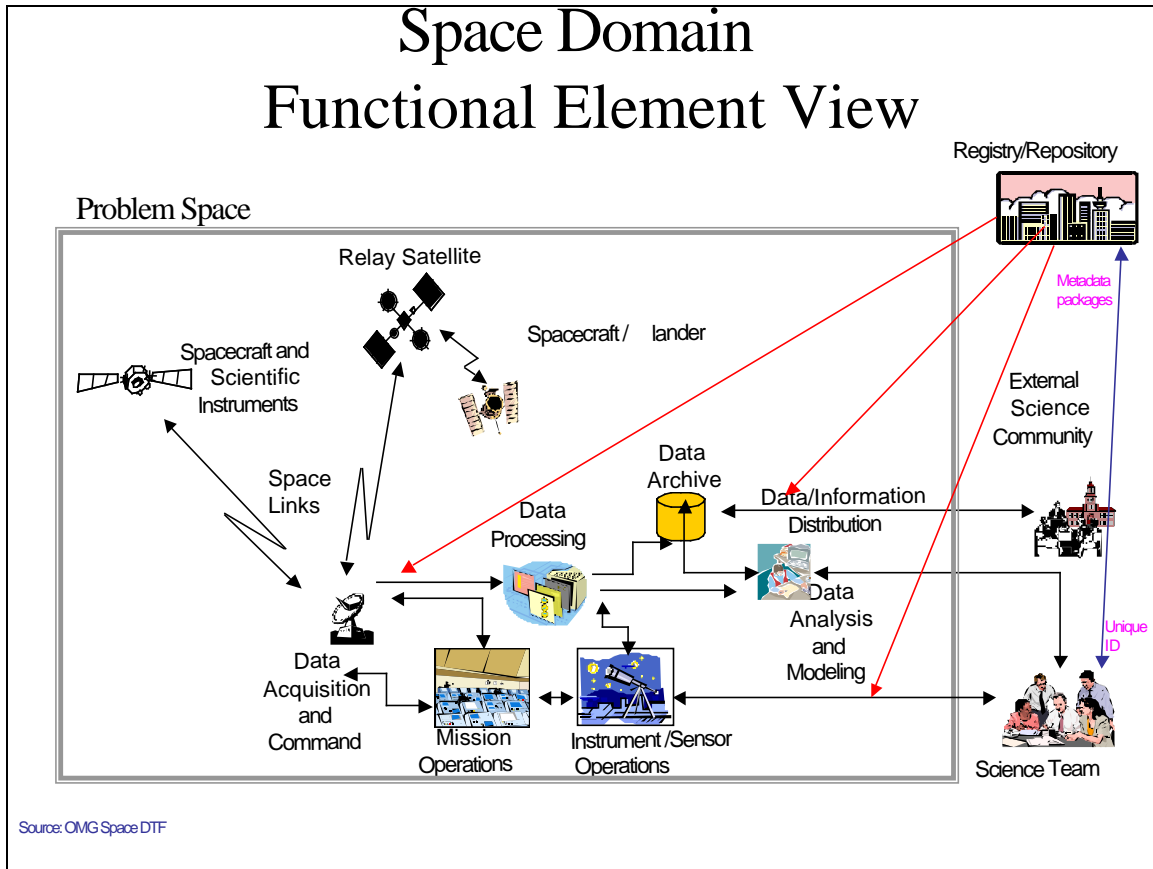 Space Domain
Functional Element View
Registry/Repository
Problem Space
Relay Satellite
Metadata
packages
Spacecraft / lander
Spacecraft and
Scientific
Instruments
External
Science
Community
Space
Links
Data
Archive
Data/Information
Distribution
Data
Processing
Data
Analysis
and
Modeling
Unique
ID
Data
Acquisition
and
Command
Mission
Operations
Instrument /Sensor
Operations
Science Team
Source: OMG Space DTF